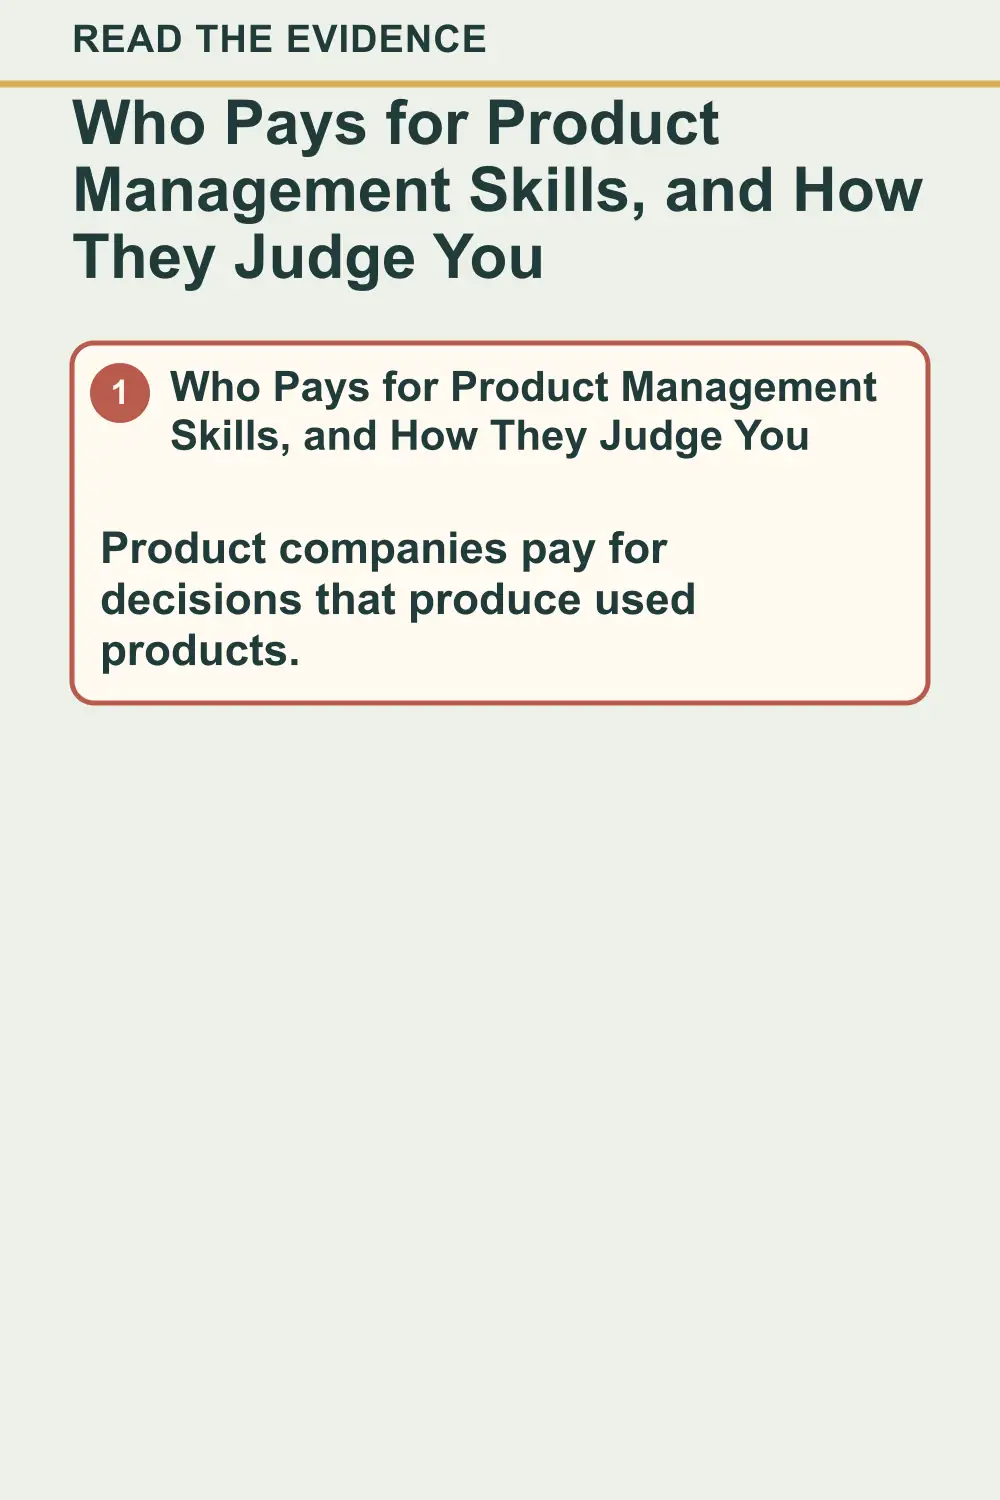 READ THE EVIDENCE
Who Pays for Product
Management Skills, and How
They Judge You
1
Who Pays for Product Management
Skills, and How They Judge You
Product companies pay for
decisions that produce used
products.